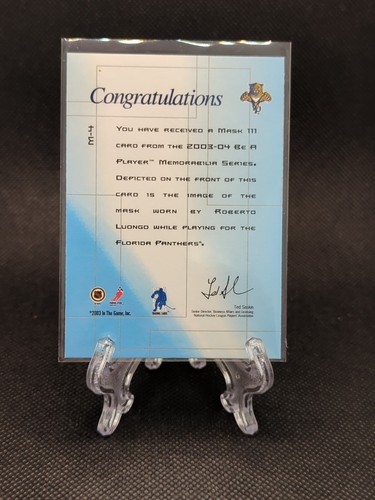 Congratulations
M-4
You have received a Mask III
card from the 2003-04 Be A
Player™ Memorabilia Series.
Depicted on the front of this
card is the image of the
mask worn by Roberto
Luongo while playing for the
Florida Panthers®.
©2003 In The Game, Inc.